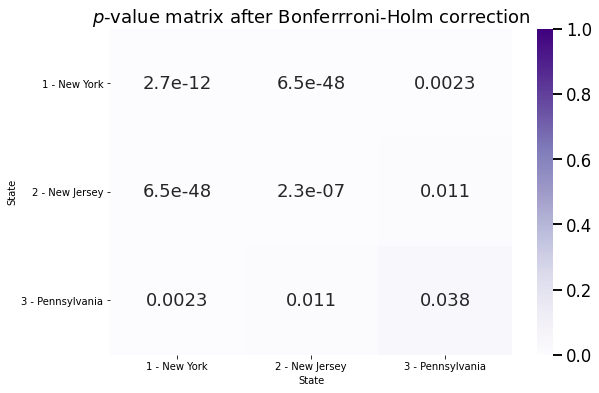 p-value matrix after Bonferrroni-Holm correction
1 - New York
2.7e-12
6.5e-48
0.0023
2 - New Jersey
6.5e-48
2.3e-07
0.011
3 - Pennsylvania
0.0023
0.011
0.038
State
1 - New York
2 - New Jersey
3 - Pennsylvania
State
1.0
0.8
0.6
0.4
0.2
0.0